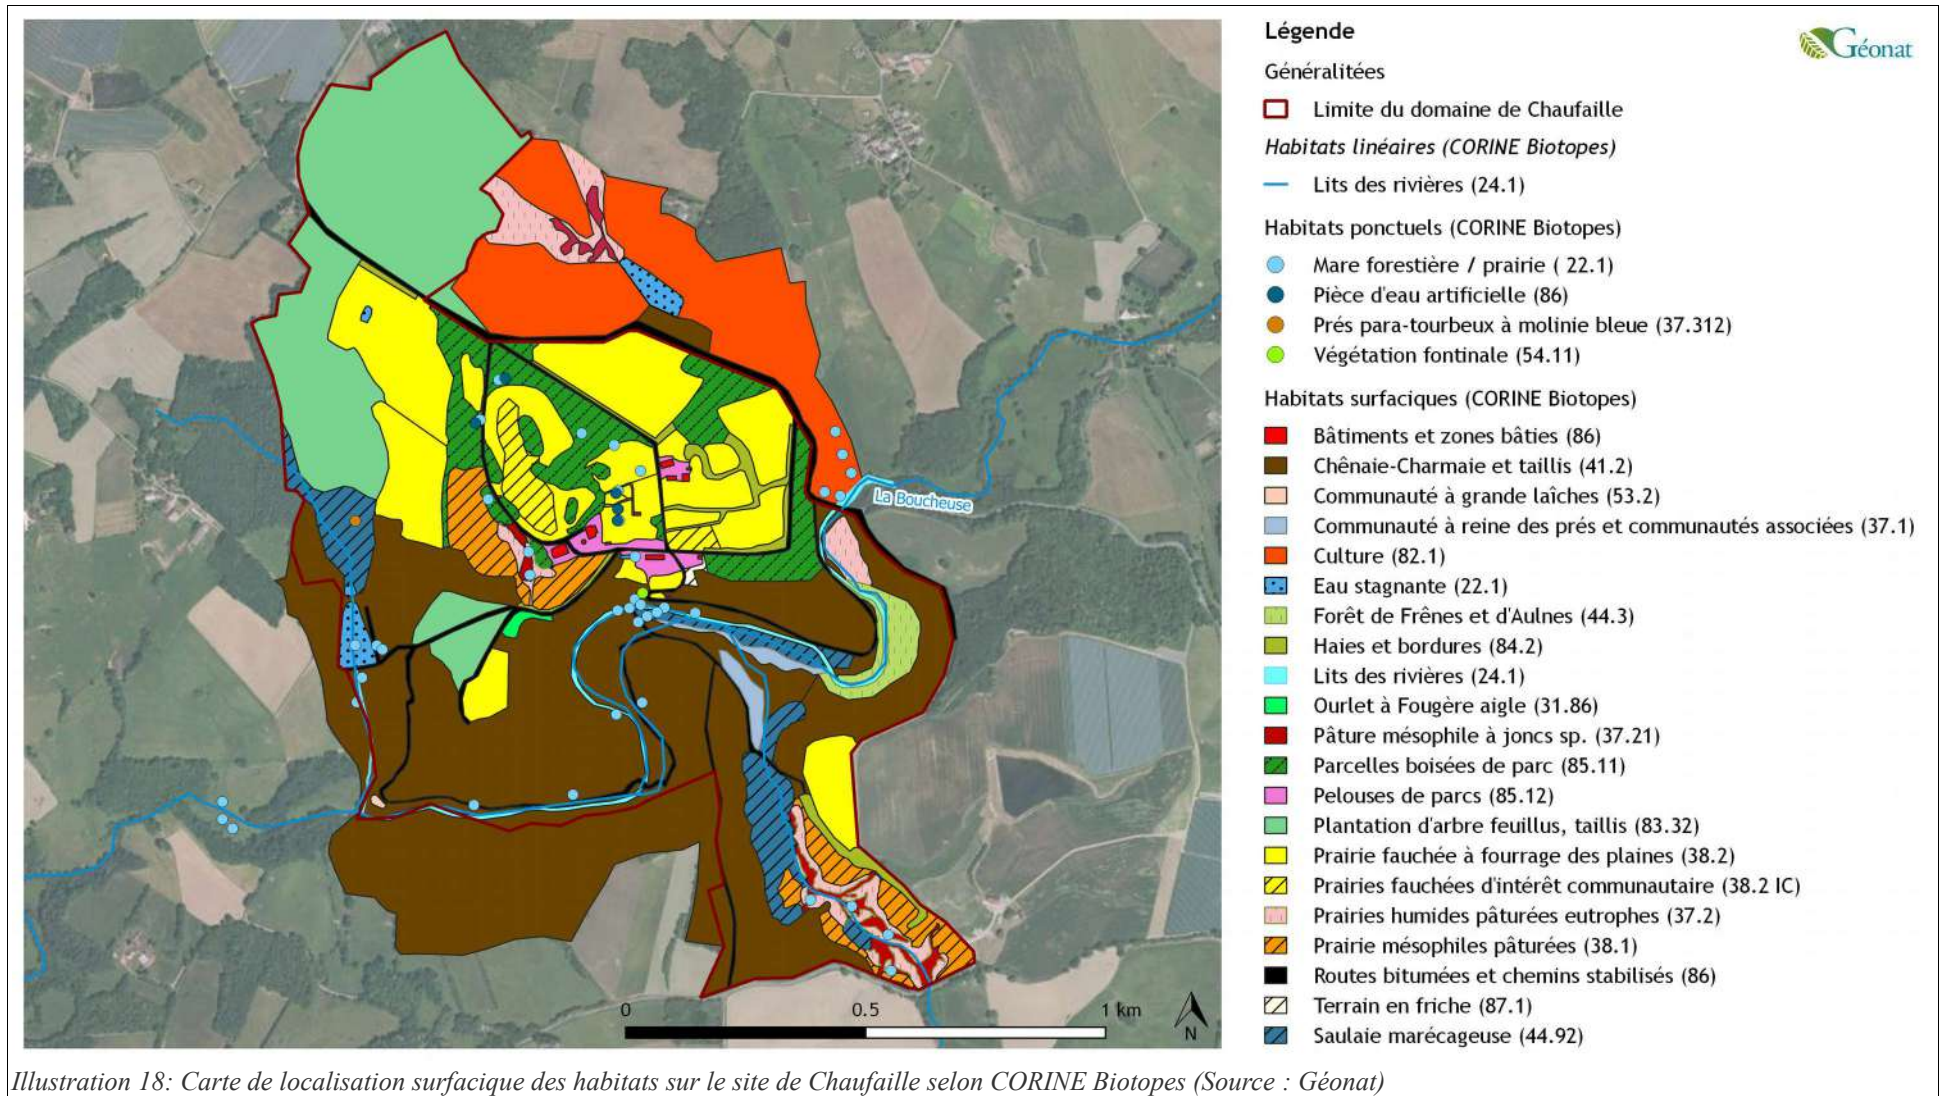 Légende
Géonat
Généralitées
Limite du domaine de Chaufaille
Habitats linéaires (CORINE Biotopes)
Lits des rivières (24.1)
Habitats ponctuels (CORINE Biotopes)
Mare forestière / prairie ( 22.1)
Pièce d'eau artificielle (86)
Prés para-tourbeux à molinie bleue (37.312)
Végétation fontinale (54.11)
Habitats surfaciques (CORINE Biotopes)
Bâtiments et zones bâties (86)
Chênaie-Charmaie et taillis (41.2)
Communauté à grande laîches (53.2)
Communauté à reine des prés et communautés associées (37.1)
Culture (82.1)
Eau stagnante (22.1)
Forêt de Frênes et d'Aulnes (44.3)
Haies et bordures (84.2)
Lits des rivières (24.1)
Ourlet à Fougère aigle (31.86)
Pâture mésophile à joncs sp. (37.21)
Parcelles boisées de parc (85.11)
Pelouses de parcs (85.12)
Plantation d'arbre feuillus, taillis (83.32)
Prairie fauchée à fourrage des plaines (38.2)
Prairies fauchées d'intérêt communautaire (38.2 IC)
Prairies humides pâturées eutrophes (37.2)
Prairie mésophiles pâturées (38.1)
Routes bitumées et chemins stabilisés (86)
Terrain en friche (87.1)
Saulaie marécageuse (44.92)
La Boucheuse
0 0.5 1 km
N
Illustration 18: Carte de localisation surfacique des habitats sur le site de Chaufaille selon CORINE Biotopes (Source : Géonat)